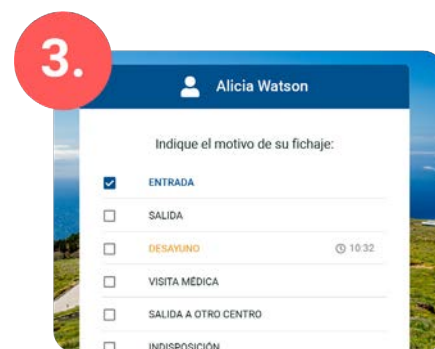 3.
Alicia Watson
Indique el motivo de su fichaje:
ENTRADA
SALIDA
DESAYUNO 10:32
VISITA MÉDICA
SALIDA A OTRO CENTRO
INDISPOSICIÓN